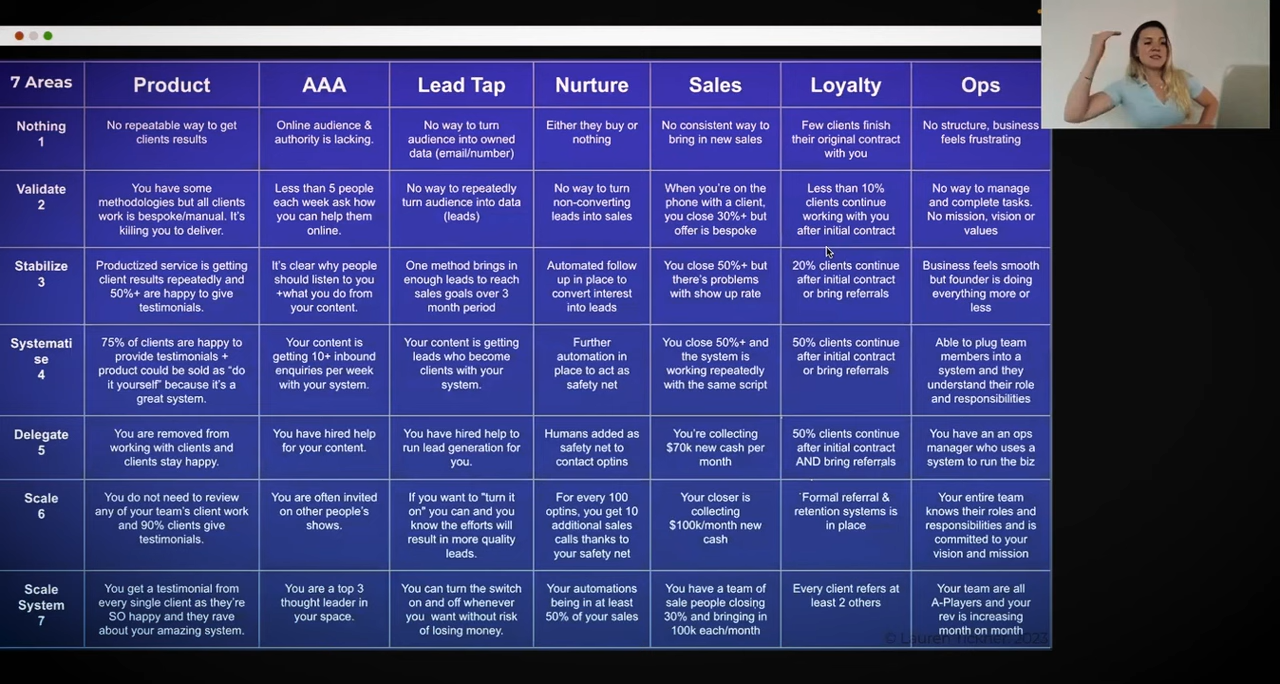 7 Areas
Product
AAA
Lead Tap
Nurture
Sales
Loyalty
Ops
Nothing
1
No repeatable way to get
clients results
Online audience &
authority is lacking.
No way to turn
audience into owned
data (email/number)
Either they buy or
nothing
No consistent way to
bring in new sales
Few clients finish
their original contract
with you
No structure, business
feels frustrating
Validate
2
You have some
methodologies but all clients
work is bespoke/manual. It's
killing you to deliver.
Less than 5 people
each week ask how
you can help them
online.
No way to repeatedly
turn audience into data
(leads)
No way to turn
non-converting
leads into sales
When you're on the
phone with a client,
you close 30%+ but
offer is bespoke
Less than 10%
clients continue
working with you
after initial contract
No way to manage
and complete tasks.
No mission, vision or
values
Stabilize
3
Productized service is getting
client results repeatedly and
50%+ are happy to give
testimonials.
It's clear why people
should listen to you
+what you do from
your content.
One method brings in
enough leads to reach
sales goals over 3
month period
Automated follow
up in place to
convert interest
into leads
You close 50%+ but
there's problems
with show up rate
20% clients continue
after initial contract
or bring referrals
Business feels smooth
but founder is doing
everything more or
less
Systemati
se
4
75% of clients are happy to
provide testimonials +
product could be sold as “do
it yourself” because it's a
great system.
Your content is
getting 10+ inbound
enquiries per week
with your system.
Your content is getting
leads who become
clients with your
system.
Further
automation in
place to act as
safety net
You close 50%+ and
the system is
working repeatedly
with the same script
50% clients continue
after initial contract
or bring referrals
Able to plug team
members into a
system and they
understand their role
and responsibilities
Delegate
5
You are removed from
working with clients and
clients stay happy.
You have hired help
for your content.
You have hired help to
run lead generation for
you.
Humans added as
safety net to
contact optins
You're collecting
$70k new cash per
month
50% clients continue
after initial contract
AND bring referrals
You have an an ops
manager who uses a
system to run the biz
Scale
6
You do not need to review
any of your team's client work
and 90% clients give
testimonials.
You are often invited
on other people's
shows.
If you want to "turn it
on" you can and you
know the efforts will
result in more quality
leads.
For every 100
optins, you get 10
additional sales
calls thanks to
your safety net
Your closer is
collecting
$100k/month new
cash
Formal referral &
retention systems is
in place
Your entire team
knows their roles and
responsibilities and is
committed to your
vision and mission
Scale
System
7
You get a testimonial from
every single client as they're
SO happy and they rave
about your amazing system.
You are a top 3
thought leader in
your space.
You can turn the switch
on and off whenever
you want without risk
of losing money.
Your automations
being in at least
50% of your sales
You have a team of
sale people closing
30% and bringing in
100k each/month
Every client refers at
least 2 others
Your team are all
A-Players and your
rev is increasing
month on month
© Lauren 2023